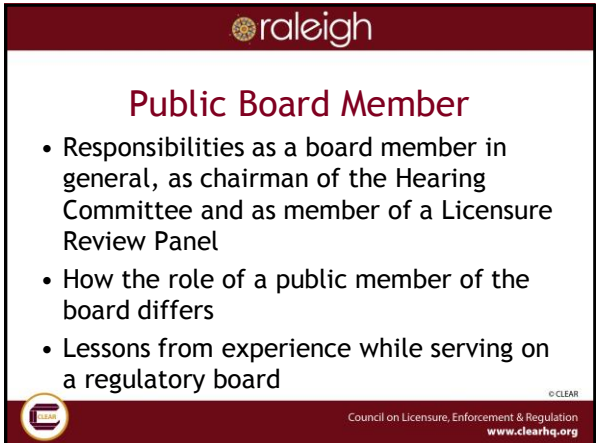 raleigh
Public Board Member
• Responsibilities as a board member in
general, as chairman of the Hearing
Committee and as member of a Licensure
Review Panel
• How the role of a public member of the
board differs
• Lessons from experience while serving on
a regulatory board
© CLEAR
CLEAR
Council on Licensure, Enforcement & Regulation
www.clearhq.org